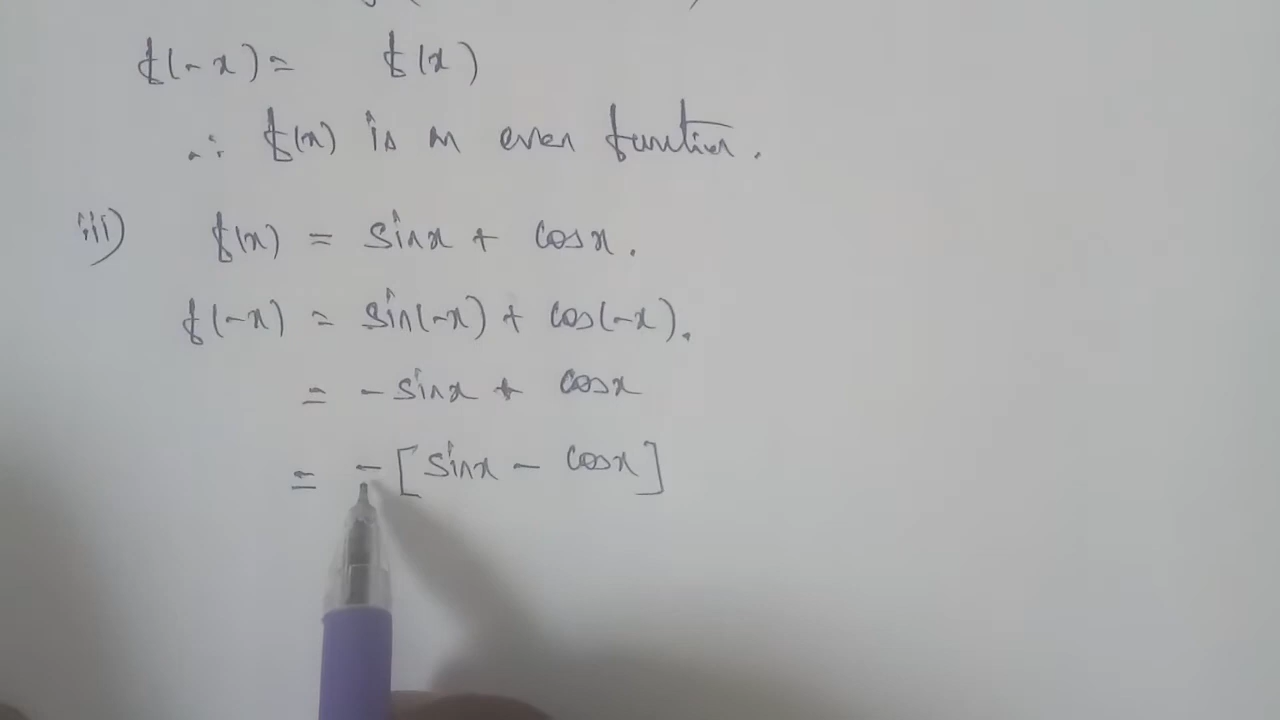 f(-x) = f(x)
∴ f(x) is an even function.
iii) f(x) = sinx + cosx.
f(-x) = sin(-x) + cos(-x).
= -sinx + cosx
= -[sinx - cosx]